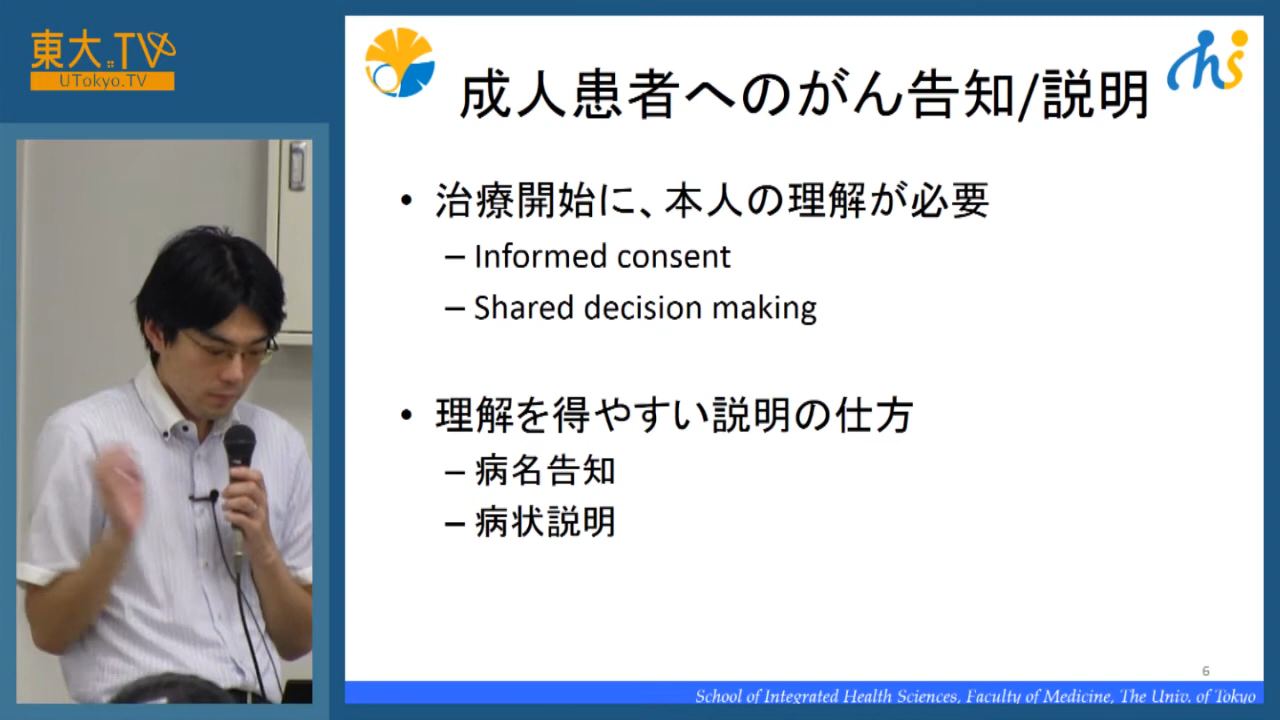 東大.TV
UTokyo.TV
成人患者へのがん告知/説明
• 治療開始に、本人の理解が必要
– Informed consent
– Shared decision making
• 理解を得やすい説明の仕方
– 病名告知
– 病状説明
6
School of Integrated Health Sciences, Faculty of Medicine, The Univ. of Tokyo